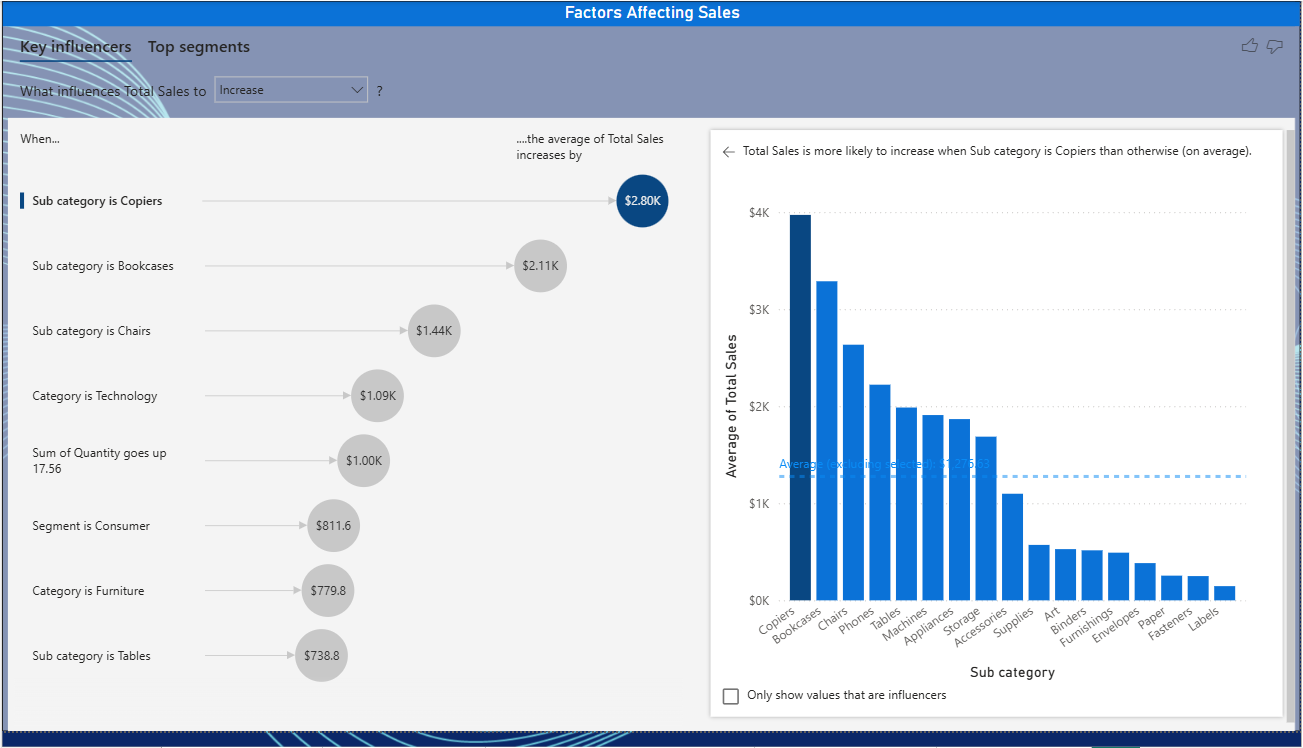 Factors Affecting Sales
Key influencers Top segments
What influences Total Sales to Increase ?
When...
....the average of Total Sales
increases by
Sub category is Copiers $2.80K
Sub category is Bookcases $2.11K
Sub category is Chairs $1.44K
Category is Technology $1.09K
Sum of Quantity goes up
17.56
$1.00K
Segment is Consumer $811.6
Category is Furniture $779.8
Sub category is Tables $738.8
Total Sales is more likely to increase when Sub category is Copiers than otherwise (on average).
Average of Total Sales
$4K
$3K
$2K
Average (excluding selected):
$1K
$0K
Copiers
Bookcases
Chairs
Phones
Tables
Machines
Appliances
Storage
Accessories
Supplies
Art
Binders
Furnishings
Envelopes
Paper
Fasteners
Labels
Sub category
Only show values that are influencers